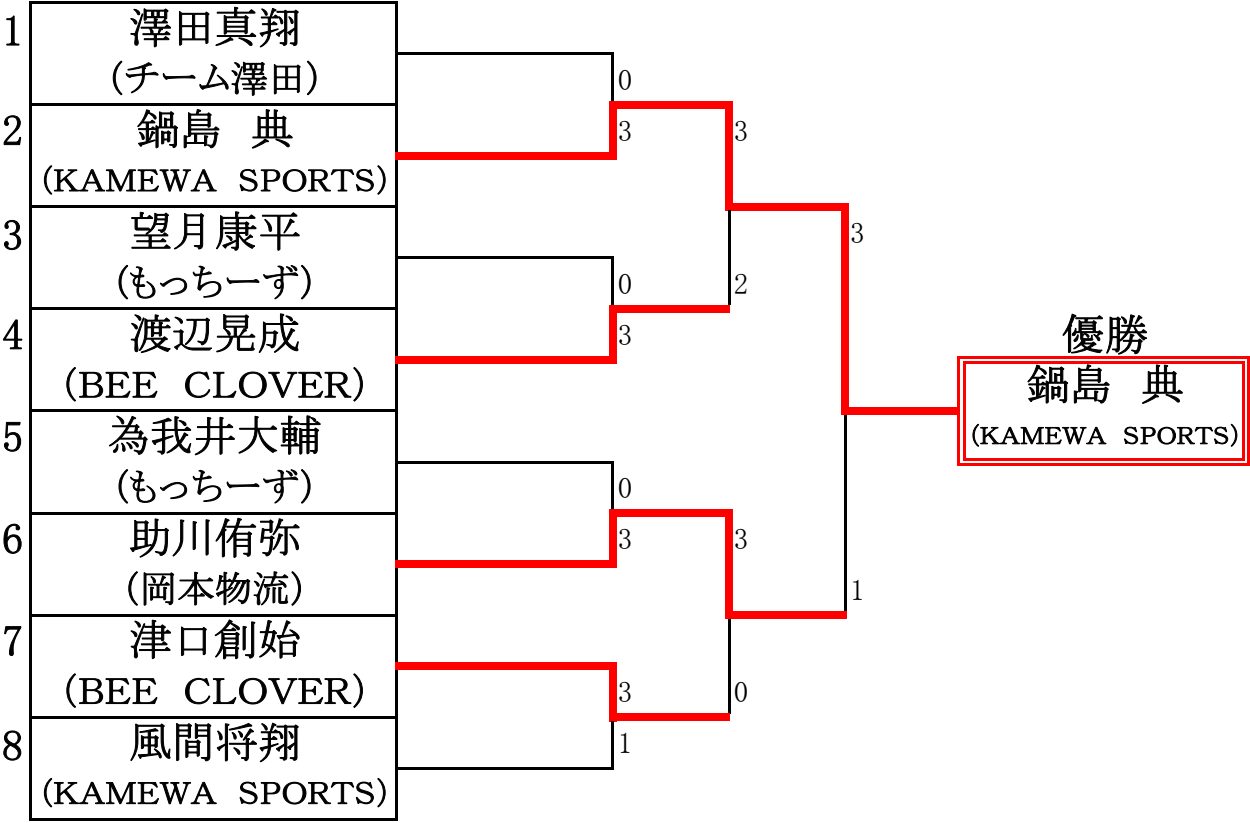 1
澤田真翔
(チーム澤田)
2
鍋島　典
(KAMEWA SPORTS)
3
望月康平
(もっちーず)
4
渡辺晃成
(BEE CLOVER)
5
為我井大輔
(もっちーず)
6
助川侑弥
(岡本物流)
7
津口創始
(BEE CLOVER)
8
風間将翔
(KAMEWA SPORTS)
0
3
0
3
0
3
3
1
3
2
3
0
3
1
優勝
鍋島　典
(KAMEWA SPORTS)